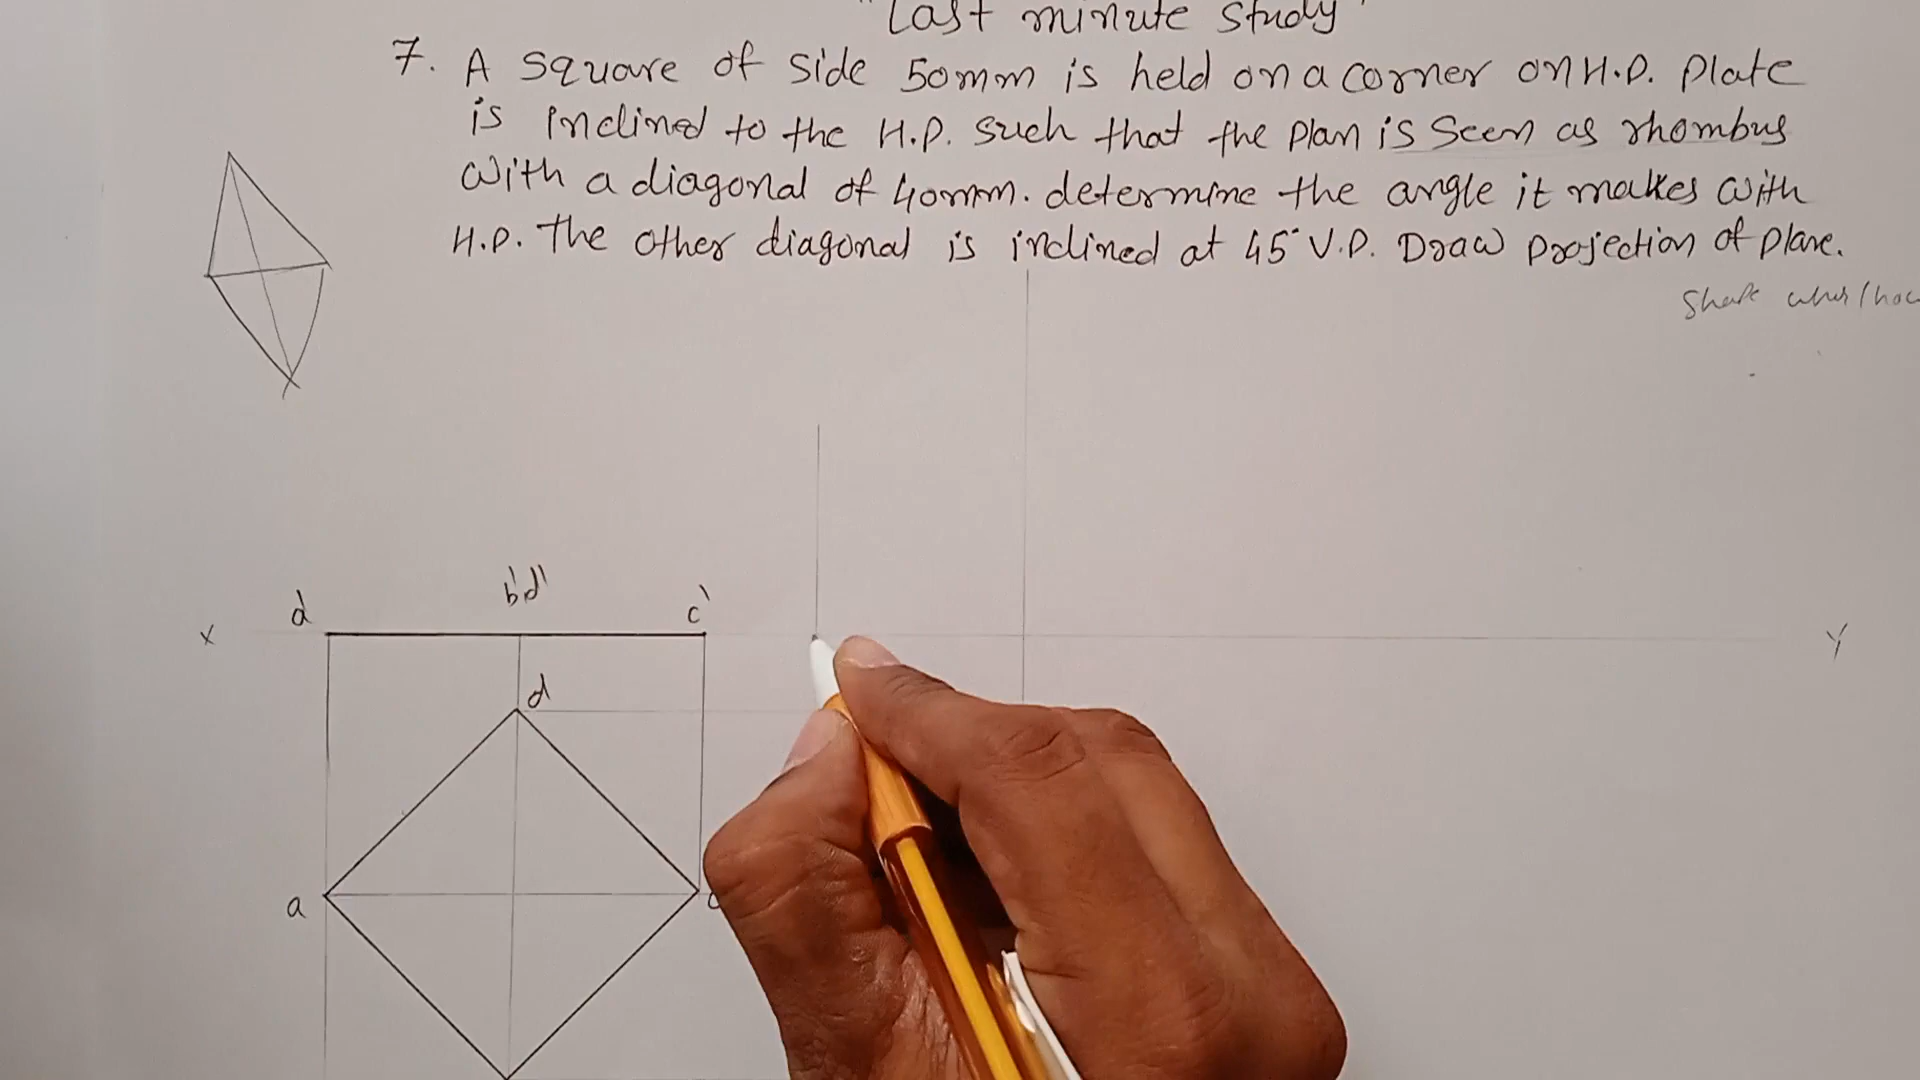 "Last minute study"
7. A square of side 50mm is held on a corner on H.P. Plate
is inclined to the H.P. such that the plan is seen as rhombus
with a diagonal of 40mm. determine the angle it makes with
H.P. The other diagonal is inclined at 45° V.P. Draw projection of plane.
b'd'
a' c'
X Y
d
a c